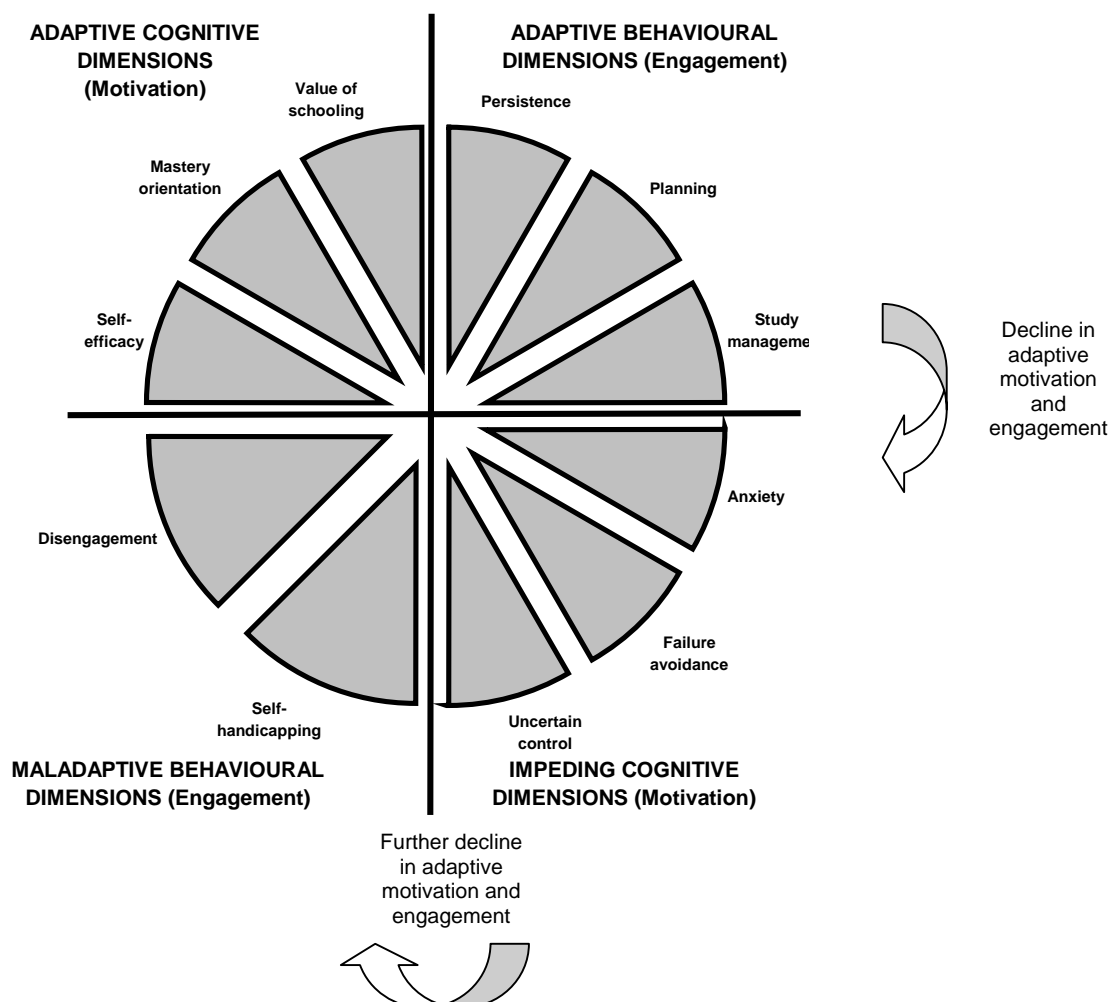 ADAPTIVE COGNITIVE
DIMENSIONS
(Motivation)
ADAPTIVE BEHAVIOURAL
DIMENSIONS (Engagement)
Value of
schooling
Persistence
Mastery
orientation
Planning
Self-
efficacy
Study
manageme
Decline in
adaptive
motivation
and
engagement
Disengagement
Anxiety
Failure
avoidance
Self-
handicapping
Uncertain
control
MALADAPTIVE BEHAVIOURAL
DIMENSIONS (Engagement)
IMPEDING COGNITIVE
DIMENSIONS (Motivation)
Further decline
in adaptive
motivation and
engagement